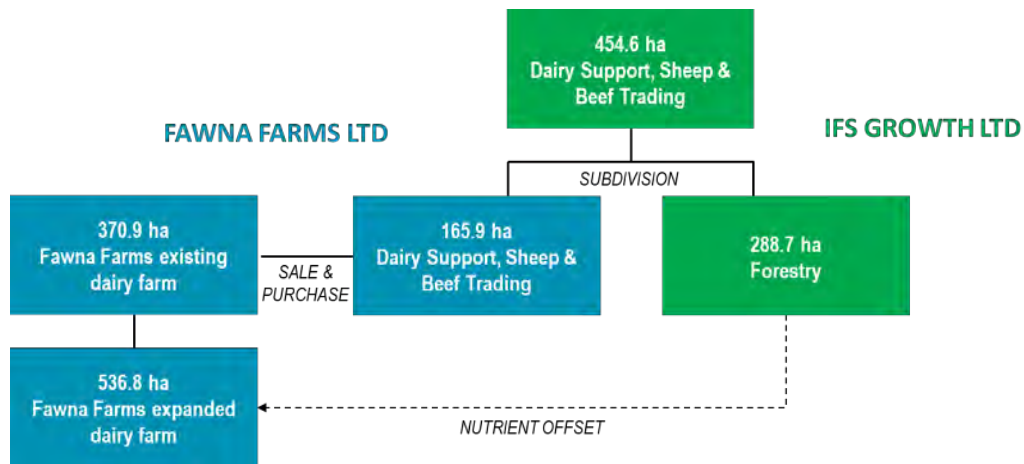 454.6 ha
Dairy Support, Sheep &
Beef Trading
FAWNA FARMS LTD
IFS GROWTH LTD
SUBDIVISION
370.9 ha
Fawna Farms existing
dairy farm
SALE &
PURCHASE
165.9 ha
Dairy Support, Sheep &
Beef Trading
288.7 ha
Forestry
536.8 ha
Fawna Farms expanded
dairy farm
NUTRIENT OFFSET